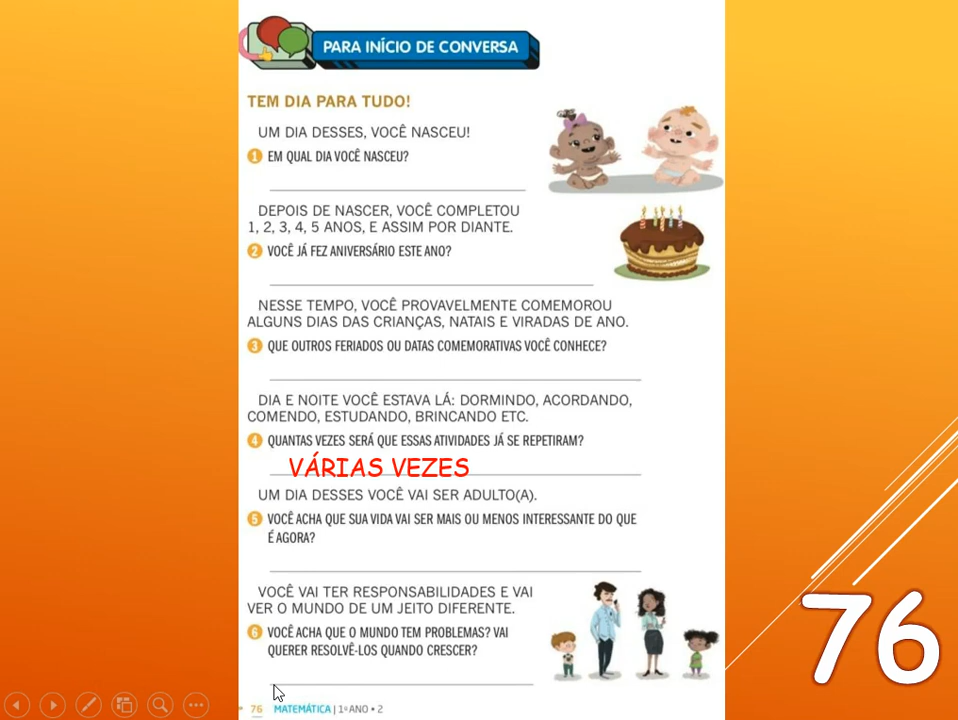 PARA INÍCIO DE CONVERSA
TEM DIA PARA TUDO!
UM DIA DESSES, VOCÊ NASCEU!
1 EM QUAL DIA VOCÊ NASCEU?
DEPOIS DE NASCER, VOCÊ COMPLETOU
1, 2, 3, 4, 5 ANOS, E ASSIM POR DIANTE.
2 VOCÊ JÁ FEZ ANIVERSÁRIO ESTE ANO?
NESSE TEMPO, VOCÊ PROVAVELMENTE COMEMOROU
ALGUNS DIAS DAS CRIANÇAS, NATAIS E VIRADAS DE ANO.
3 QUE OUTROS FERIADOS OU DATAS COMEMORATIVAS VOCÊ CONHECE?
DIA E NOITE VOCÊ ESTAVA LÁ: DORMINDO, ACORDANDO,
COMENDO, ESTUDANDO, BRINCANDO ETC.
4 QUANTAS VEZES SERÁ QUE ESSAS ATIVIDADES JÁ SE REPETIRAM?
VÁRIAS VEZES
UM DIA DESSES VOCÊ VAI SER ADULTO(A).
5 VOCÊ ACHA QUE SUA VIDA VAI SER MAIS OU MENOS INTERESSANTE DO QUE
É AGORA?
VOCÊ VAI TER RESPONSABILIDADES E VAI
VER O MUNDO DE UM JEITO DIFERENTE.
6 VOCÊ ACHA QUE O MUNDO TEM PROBLEMAS? VAI
QUERER RESOLVÊ-LOS QUANDO CRESCER?
76 MATEMÁTICA | 1º ANO • 2
76